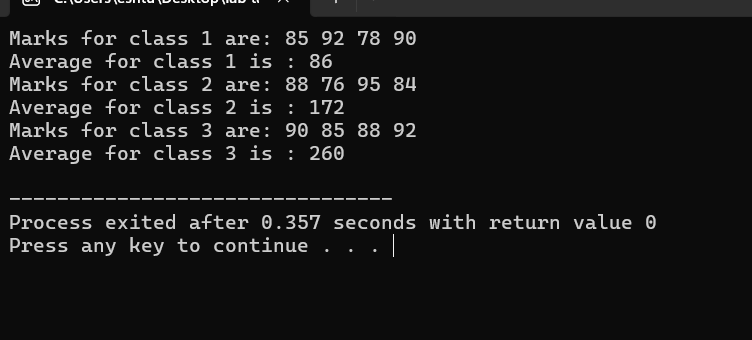 Marks for class 1 are: 85 92 78 90
Average for class 1 is : 86
Marks for class 2 are: 88 76 95 84
Average for class 2 is : 172
Marks for class 3 are: 90 85 88 92
Average for class 3 is : 260
--------------------------------
Process exited after 0.357 seconds with return value 0
Press any key to continue . . .